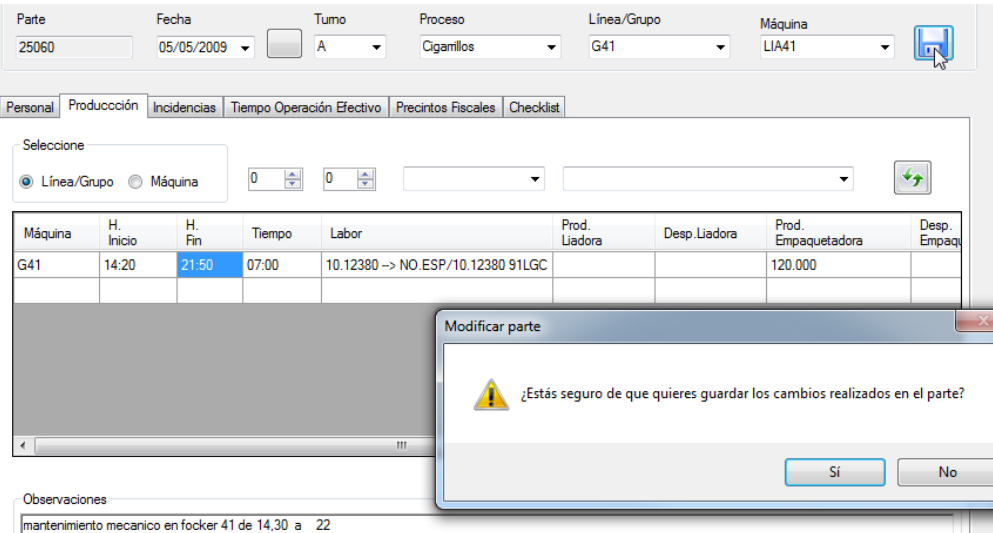 Parte Fecha Turno Proceso Línea/Grupo Máquina
25060 05/05/2009 A Cigarrillos G41 LIA41
Personal Produccción Incidencias Tiempo Operación Efectivo Precintos Fiscales Checklist
Seleccione
Línea/Grupo Máquina 0 0
Máquina H. Inicio H. Fin Tiempo Labor Prod. Liadora Desp.Liadora Prod. Empaquetadora Desp.
G41 14:20 21:50 07:00 10.12380 --> NO.ESP/10.12380 91LGC 120.000
Modificar parte
¿Estás seguro de que quieres guardar los cambios realizados en el parte?
Sí No
Observaciones
mantenimiento mecanico en focker 41 de 14,30 a 22